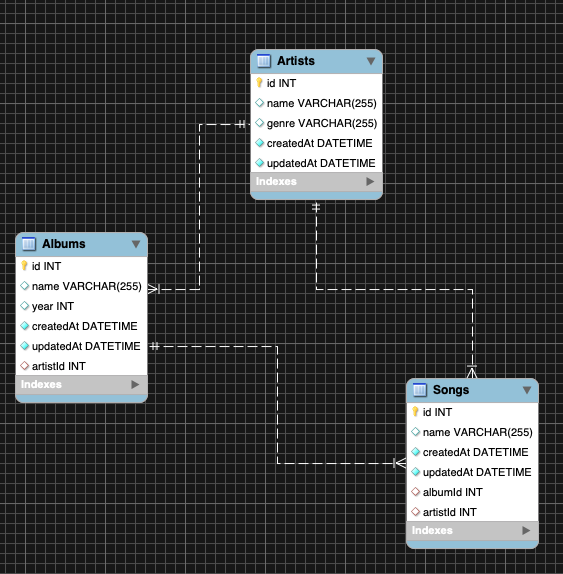 Artists
id INT
name VARCHAR(255)
genre VARCHAR(255)
createdAt DATETIME
updatedAt DATETIME
Indexes
Albums
id INT
name VARCHAR(255)
year INT
createdAt DATETIME
updatedAt DATETIME
artistId INT
Indexes
Songs
id INT
name VARCHAR(255)
createdAt DATETIME
updatedAt DATETIME
albumId INT
artistId INT
Indexes